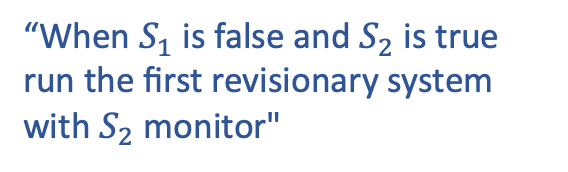 “When S₁ is false and S₂ is true
run the first revisionary system
with S₂ monitor"